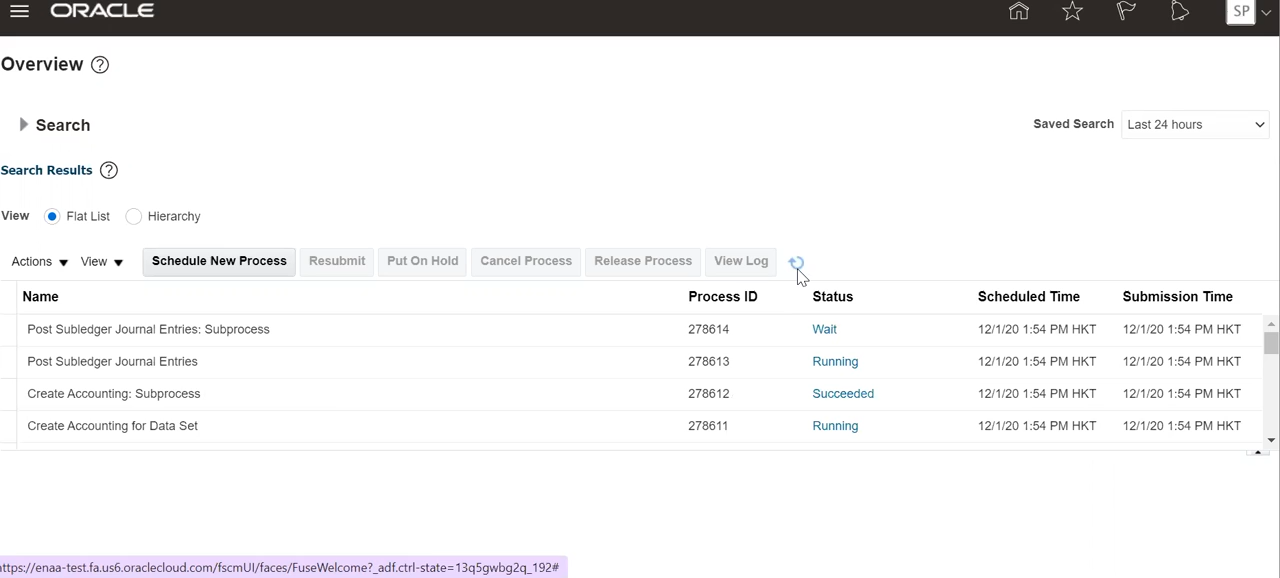 ORACLE
SP
Overview ?
Search
Saved Search Last 24 hours
Search Results ?
View Flat List Hierarchy
Actions View Schedule New Process Resubmit Put On Hold Cancel Process Release Process View Log
Name Process ID Status Scheduled Time Submission Time
Post Subledger Journal Entries: Subprocess 278614 Wait 12/1/20 1:54 PM HKT 12/1/20 1:54 PM HKT
Post Subledger Journal Entries 278613 Running 12/1/20 1:54 PM HKT 12/1/20 1:54 PM HKT
Create Accounting: Subprocess 278612 Succeeded 12/1/20 1:54 PM HKT 12/1/20 1:54 PM HKT
Create Accounting for Data Set 278611 Running 12/1/20 1:54 PM HKT 12/1/20 1:54 PM HKT
https://enaa-test.fa.us6.oraclecloud.com/fscmUI/faces/FuseWelcome?_adf.ctrl-state=13q5gwbg2q_192#